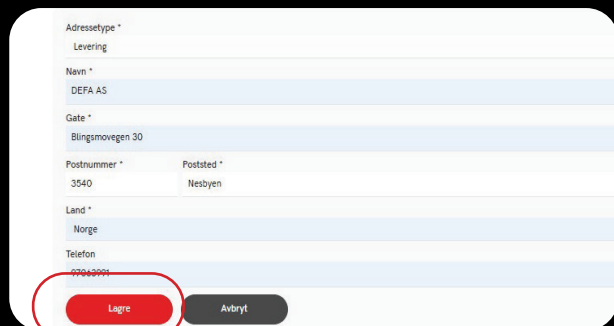 Adressetype *
Levering
Navn *
DEFA AS
Gate *
Blingsmovegen 30
Postnummer * Poststed *
3540 Nesbyen
Land *
Norge
Telefon
Lagre Avbryt